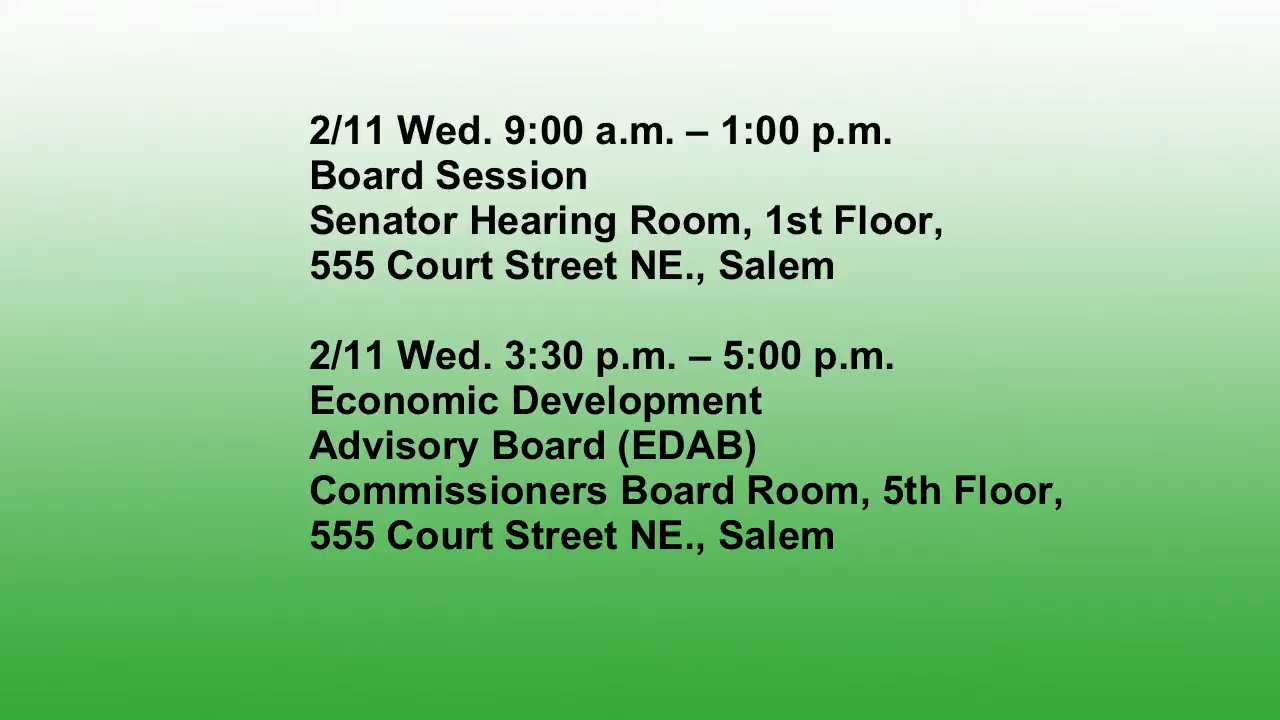 2/11 Wed. 9:00 a.m. – 1:00 p.m.
Board Session
Senator Hearing Room, 1st Floor,
555 Court Street NE., Salem
2/11 Wed. 3:30 p.m. – 5:00 p.m.
Economic Development
Advisory Board (EDAB)
Commissioners Board Room, 5th Floor,
555 Court Street NE., Salem